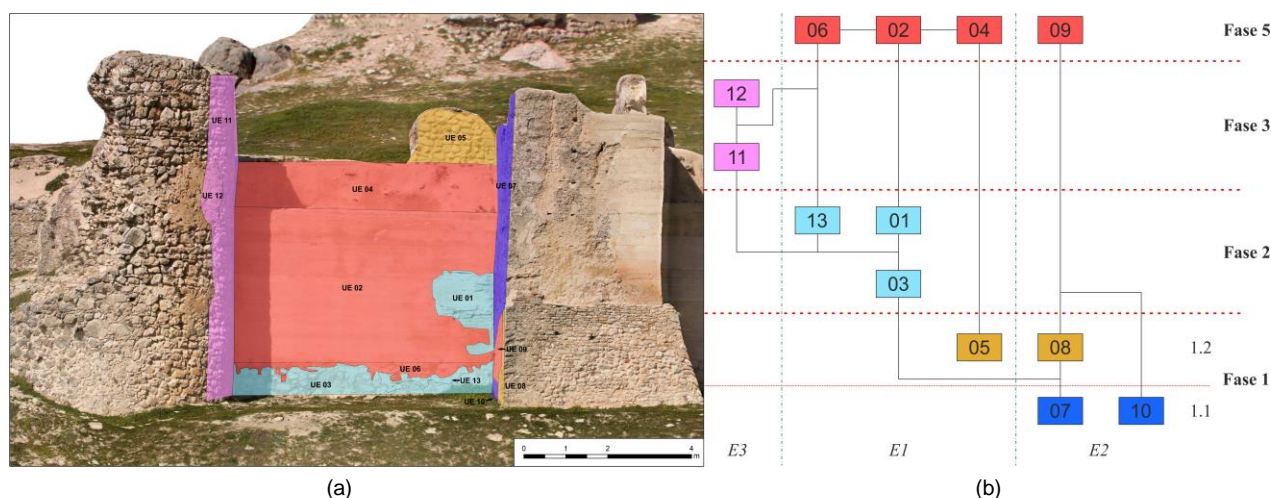 UE 11
UE 05
UE 04
UE 07
UE 12
UE 02
UE 01
UE 09
UE 06
UE 13
UE 03
UE 08
UE 10
0 1 2 4
m
(a)
06 02 04 09
Fase 5
12
Fase 3
11
13 01
Fase 2
03
05 08 1.2
Fase 1
07 10 1.1
E3 E1 E2
(b)